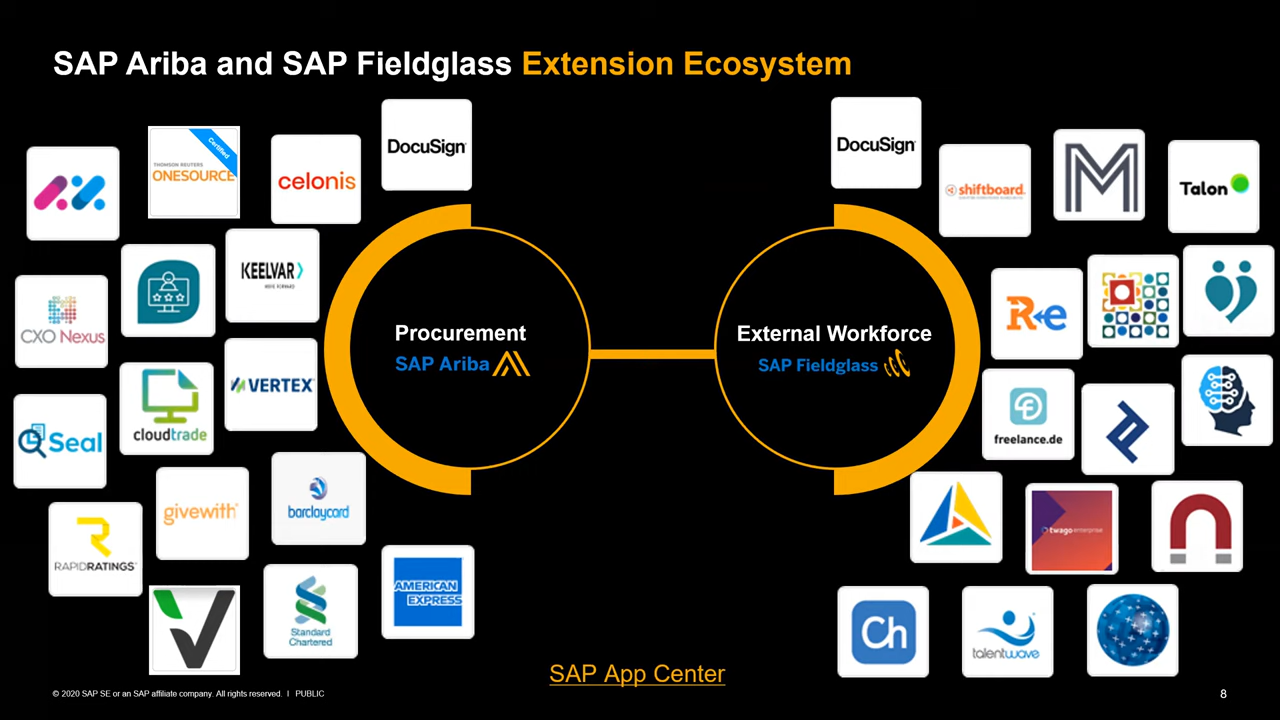 SAP Ariba and SAP Fieldglass Extension Ecosystem
DocuSign
THOMSON REUTERS
ONESOURCE
Certified
celonis
KEELVAR
CXO Nexus
VERTEX
cloudtrade
Seal
givewith
barclaycard
RAPIDRATINGS
Standard
Chartered
AMERICAN
EXPRESS
Procurement
SAP Ariba
External Workforce
SAP Fieldglass
DocuSign
shiftboard
M
Talon
R e
freelance.de
twago enterprise
Ch
talentwave
SAP App Center
© 2020 SAP SE or an SAP affiliate company. All rights reserved. I PUBLIC
8